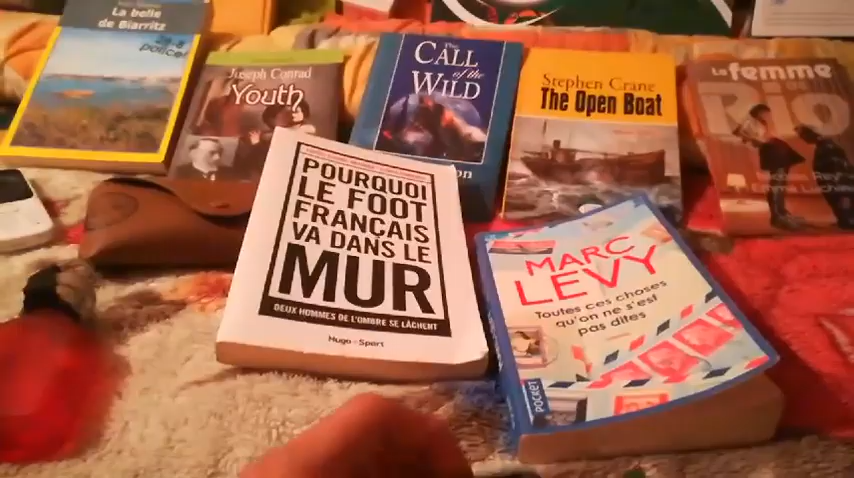 La belle
de Biarritz
police
Joseph Conrad
Youth
The
CALL
of the
WILD
Stephen Crane
The Open Boat
La femme
DE
Rio
POURQUOI
LE FOOT
FRANÇAIS
VA DANS LE
MUR
DEUX HOMMES DE L'OMBRE SE LÂCHENT
Hugo Sport
MARC
LEVY
Toutes ces choses
qu'on ne s'est
pas dites
POCKET